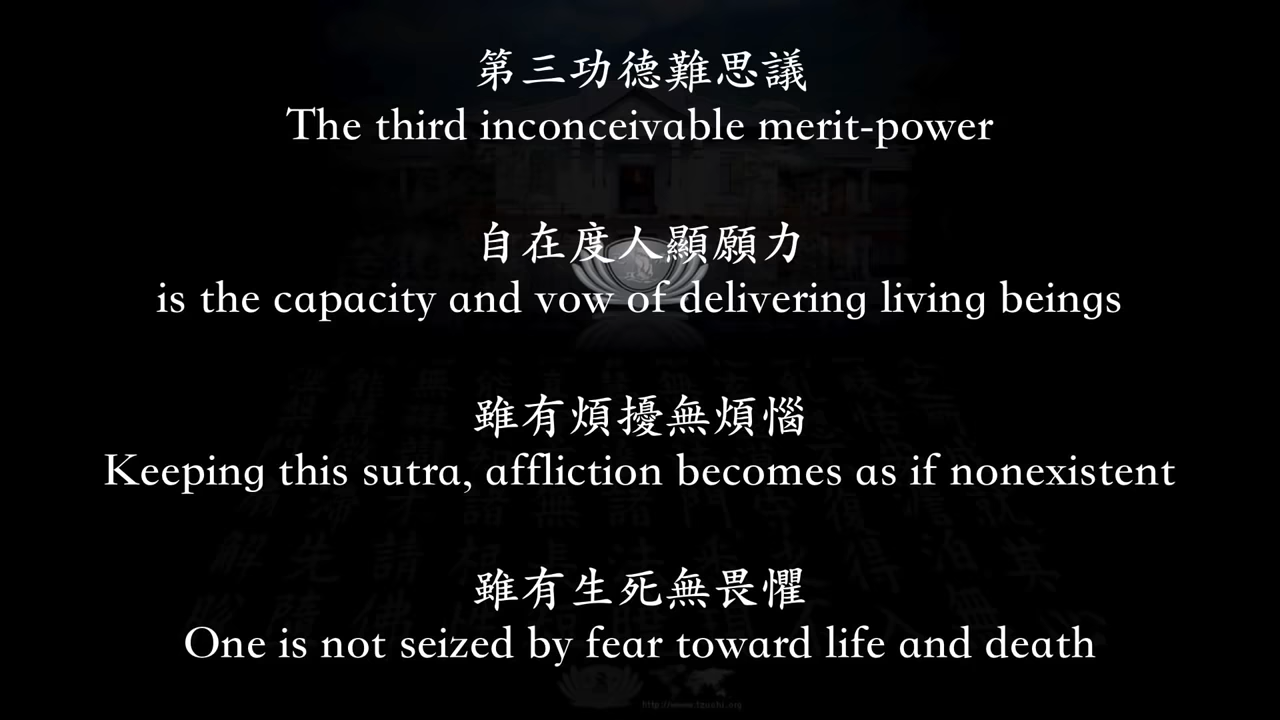 第三功德難思議
The third inconceivable merit-power
自在度人顯願力
is the capacity and vow of delivering living beings
雖有煩擾無煩惱
Keeping this sutra, affliction becomes as if nonexistent
雖有生死無畏懼
One is not seized by fear toward life and death